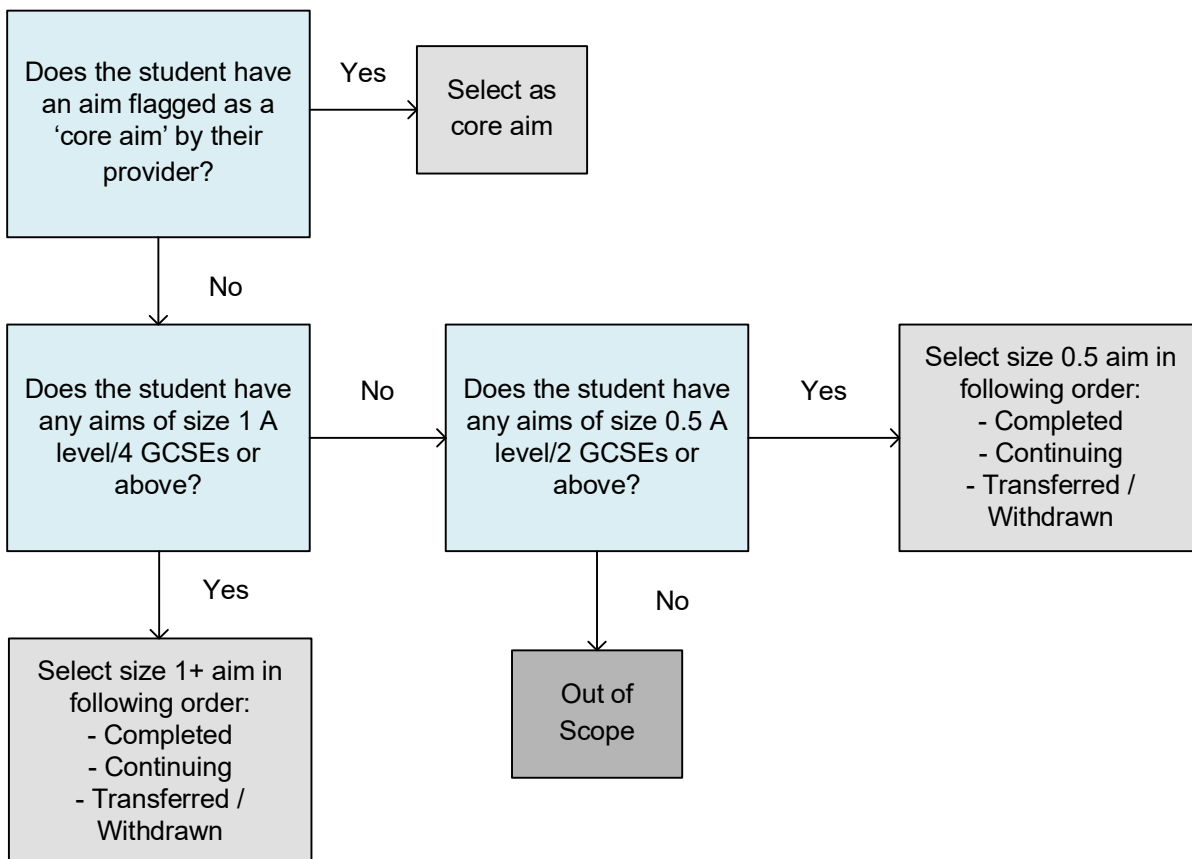 Does the student have
an aim flagged as a
‘core aim’ by their
provider?
Yes
Select as
core aim
No
Does the student have
any aims of size 1 A
level/4 GCSEs or
above?
No
Does the student have
any aims of size 0.5 A
level/2 GCSEs or
above?
Yes
Select size 0.5 aim in
following order:
- Completed
- Continuing
- Transferred /
Withdrawn
Yes
No
Select size 1+ aim in
following order:
- Completed
- Continuing
- Transferred /
Withdrawn
Out of
Scope